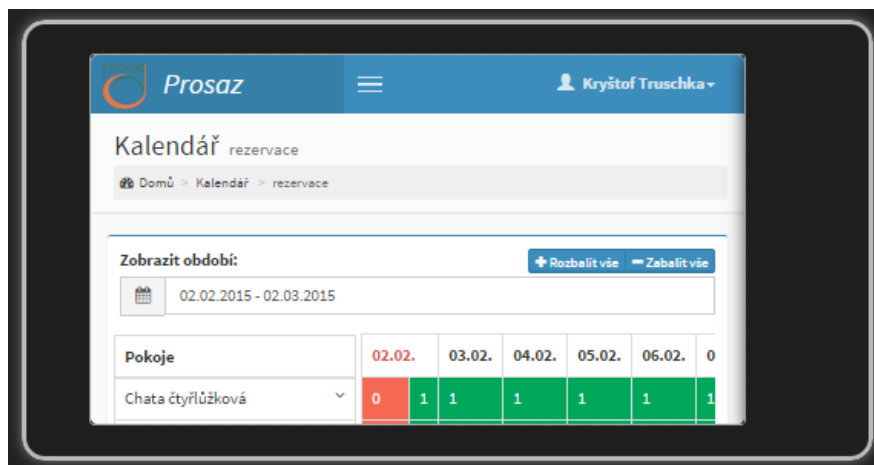 Prosaz
Kryštof Truschka
Kalendář rezervace
Domů > Kalendář > rezervace
Zobrazit období:
Rozbalit vše Zabalit vše
02.02.2015 - 02.03.2015
Pokoje 02.02. 03.02. 04.02. 05.02. 06.02. 0
Chata čtyřlůžková 0 1 1 1 1 1 1